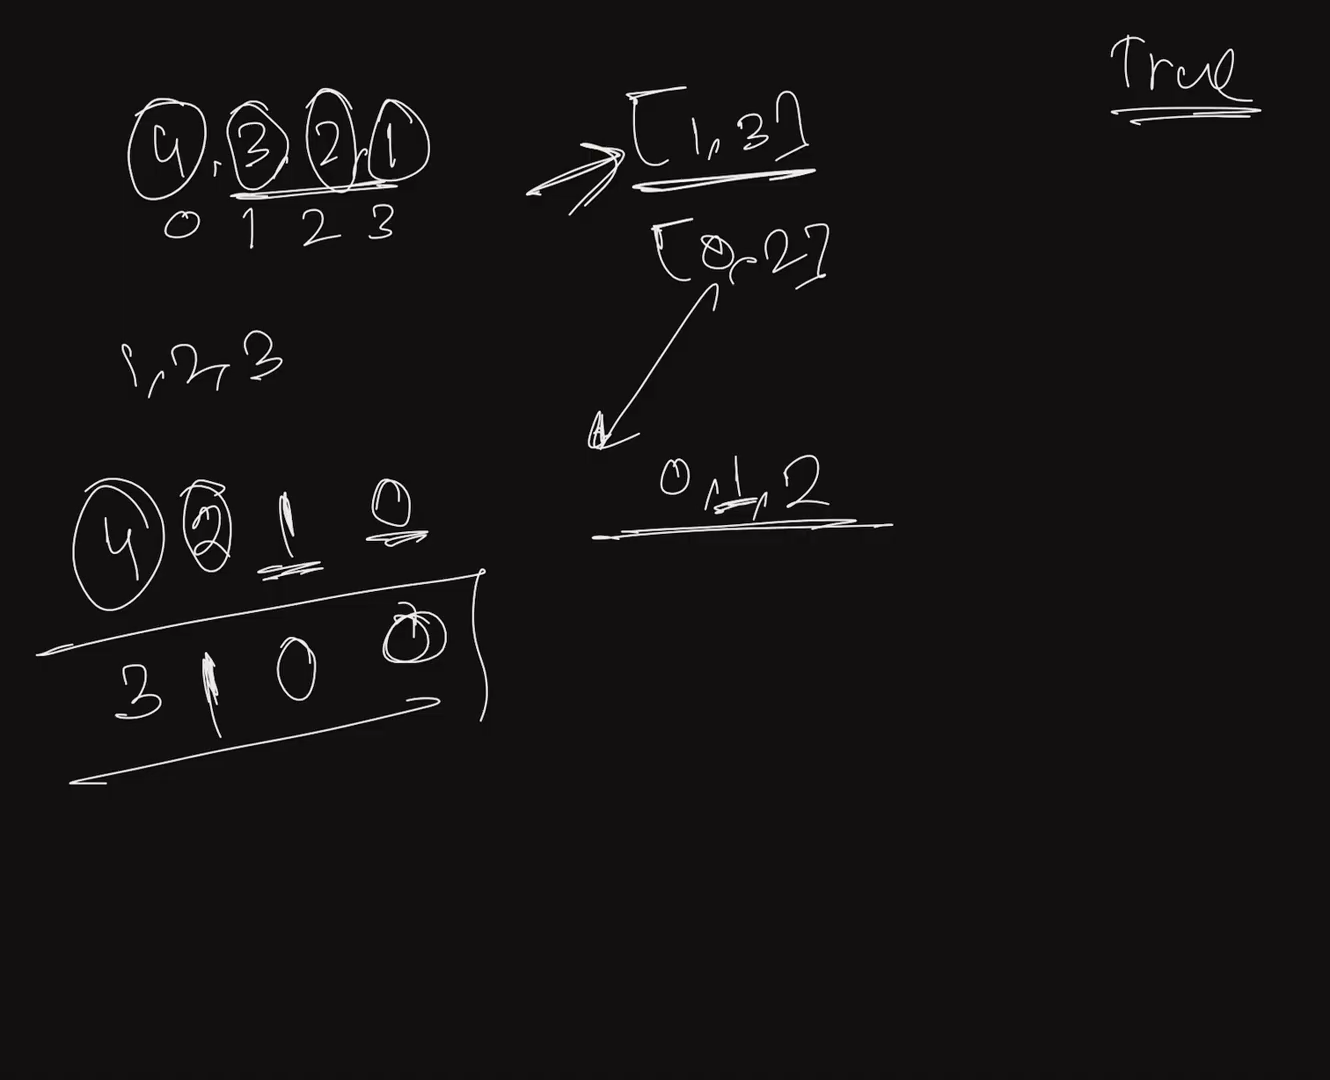 True
4, 3, 2, 1
[1, 3]
0 1 2 3
[0, 2]
1, 2, 3
4 2 1 0
0, 1, 2
3 1 0 0